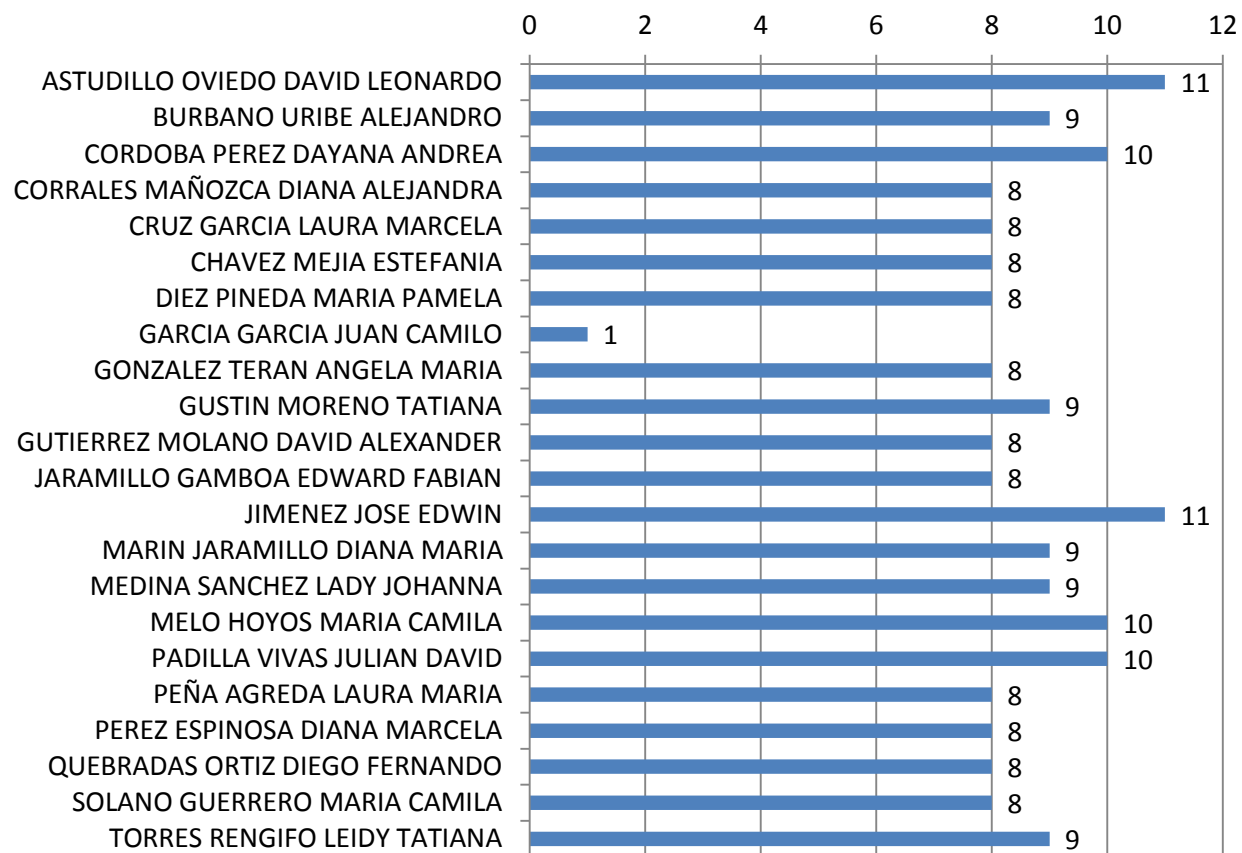 0 2 4 6 8 10 12
ASTUDILLO OVIEDO DAVID LEONARDO 11
BURBANO URIBE ALEJANDRO 9
CORDOBA PEREZ DAYANA ANDREA 10
CORRALES MAÑOZCA DIANA ALEJANDRA 8
CRUZ GARCIA LAURA MARCELA 8
CHAVEZ MEJIA ESTEFANIA 8
DIEZ PINEDA MARIA PAMELA 8
GARCIA GARCIA JUAN CAMILO 1
GONZALEZ TERAN ANGELA MARIA 8
GUSTIN MORENO TATIANA 9
GUTIERREZ MOLANO DAVID ALEXANDER 8
JARAMILLO GAMBOA EDWARD FABIAN 8
JIMENEZ JOSE EDWIN 11
MARIN JARAMILLO DIANA MARIA 9
MEDINA SANCHEZ LADY JOHANNA 9
MELO HOYOS MARIA CAMILA 10
PADILLA VIVAS JULIAN DAVID 10
PEÑA AGREDA LAURA MARIA 8
PEREZ ESPINOSA DIANA MARCELA 8
QUEBRADAS ORTIZ DIEGO FERNANDO 8
SOLANO GUERRERO MARIA CAMILA 8
TORRES RENGIFO LEIDY TATIANA 9